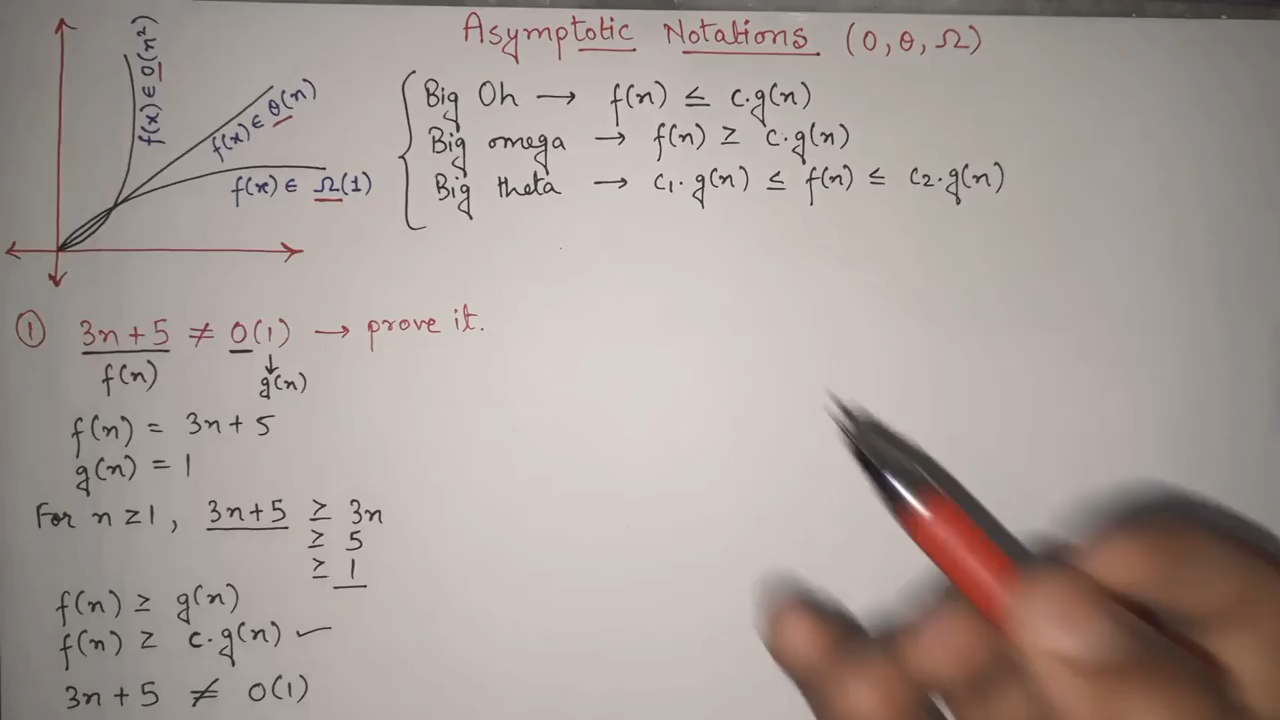 Asymptotic Notations (O, θ, Ω)
f(x) ∈ O(n²)
f(x) ∈ θ(n)
f(x) ∈ Ω(1)
Big Oh → f(n) ≤ c.g(n)
Big omega → f(n) ≥ c.g(n)
Big theta → c₁.g(n) ≤ f(n) ≤ c₂.g(n)
① 3n + 5 ≠ O(1) → prove it.
f(n) g(n)
f(n) = 3n + 5
g(n) = 1
For n ≥ 1, 3n + 5 ≥ 3n
≥ 5
≥ 1
f(n) ≥ g(n)
f(n) ≥ c.g(n) ✓
3n + 5 ≠ O(1)